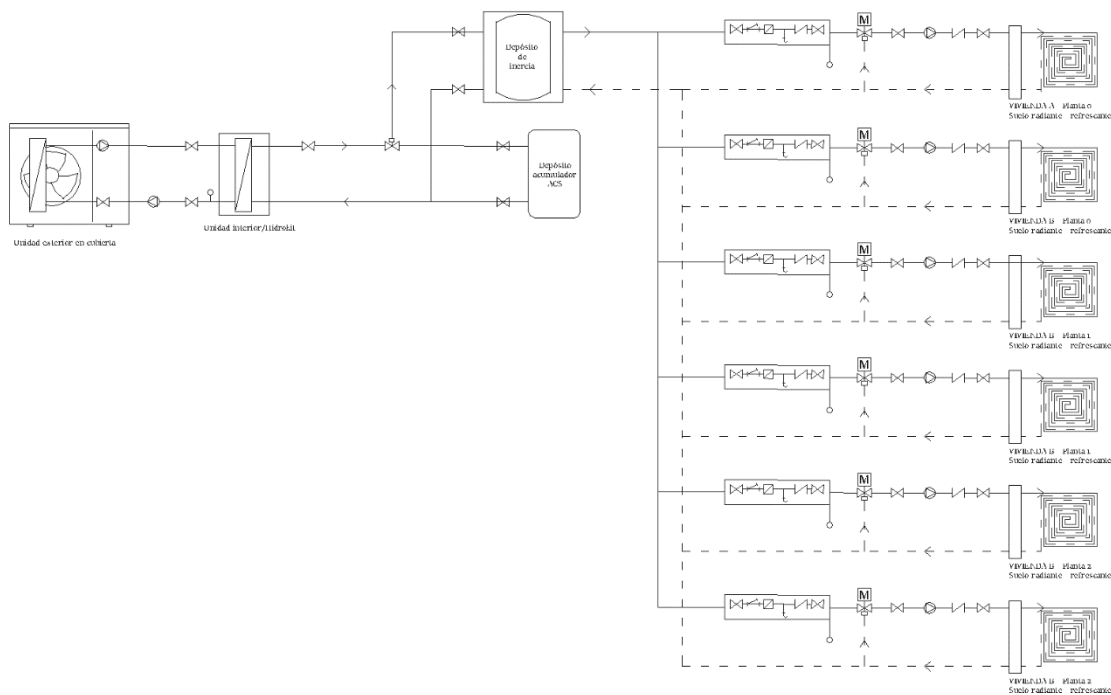 M
Depósito
de
inercia
VIVIENDA A Planta 0
Suelo radiante - refrescante
M
Depósito
acumulador
ACS
Unidad exterior en cubierta
Unidad interior/Hidrokit
VIVIENDA B Planta 0
Suelo radiante - refrescante
M
VIVIENDA B Planta 1
Suelo radiante - refrescante
M
VIVIENDA B Planta 1
Suelo radiante - refrescante
M
VIVIENDA B Planta 2
Suelo radiante - refrescante
M
VIVIENDA B Planta 2
Suelo radiante - refrescante